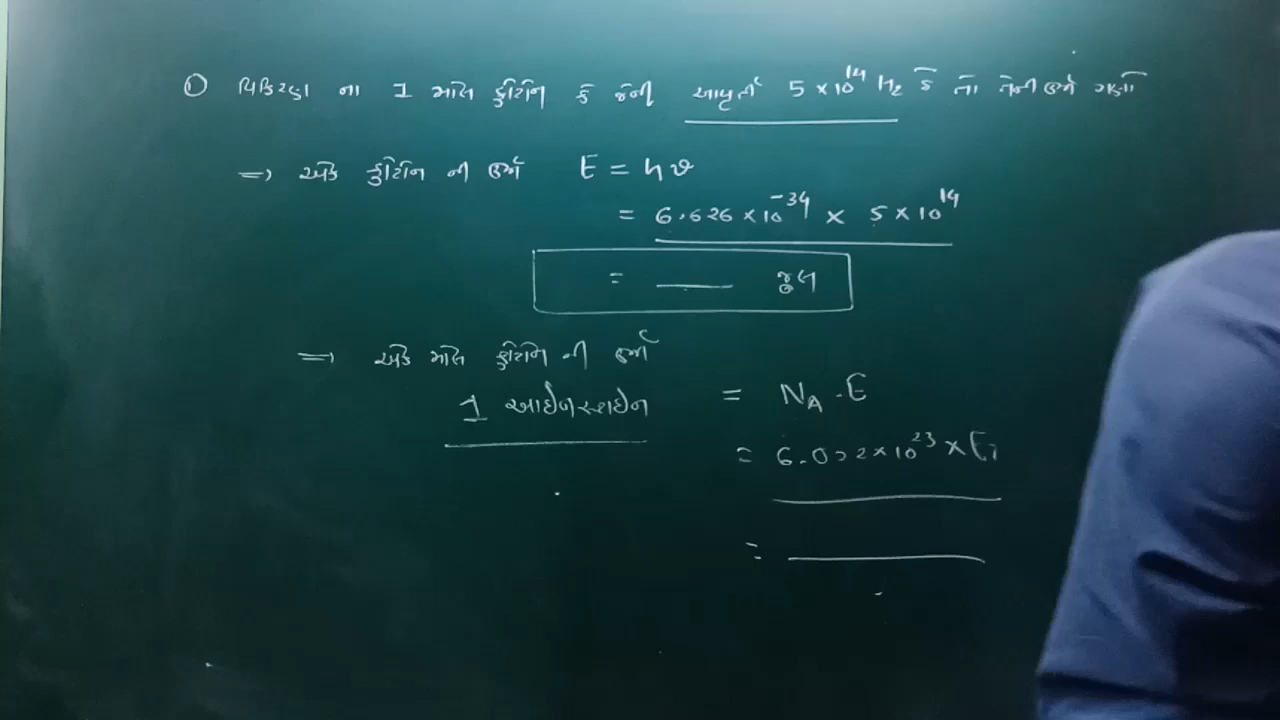 ① વિકિરણ ના 1 મોલ ફોટોન કે જેની આવૃતિ 5 × 10¹⁴ Hz છે તો તેની ઊર્જા ગણો
=> એક ફોટોન ની ઊર્જા E = hν
= 6.626 × 10⁻³⁴ × 5 × 10¹⁴
= ___ જૂલ
=> એક મોલ ફોટોન ની ઊર્જા
1 આઇન્સ્ટાઇન = N_A . E
= 6.022 × 10²³ × E
= ___